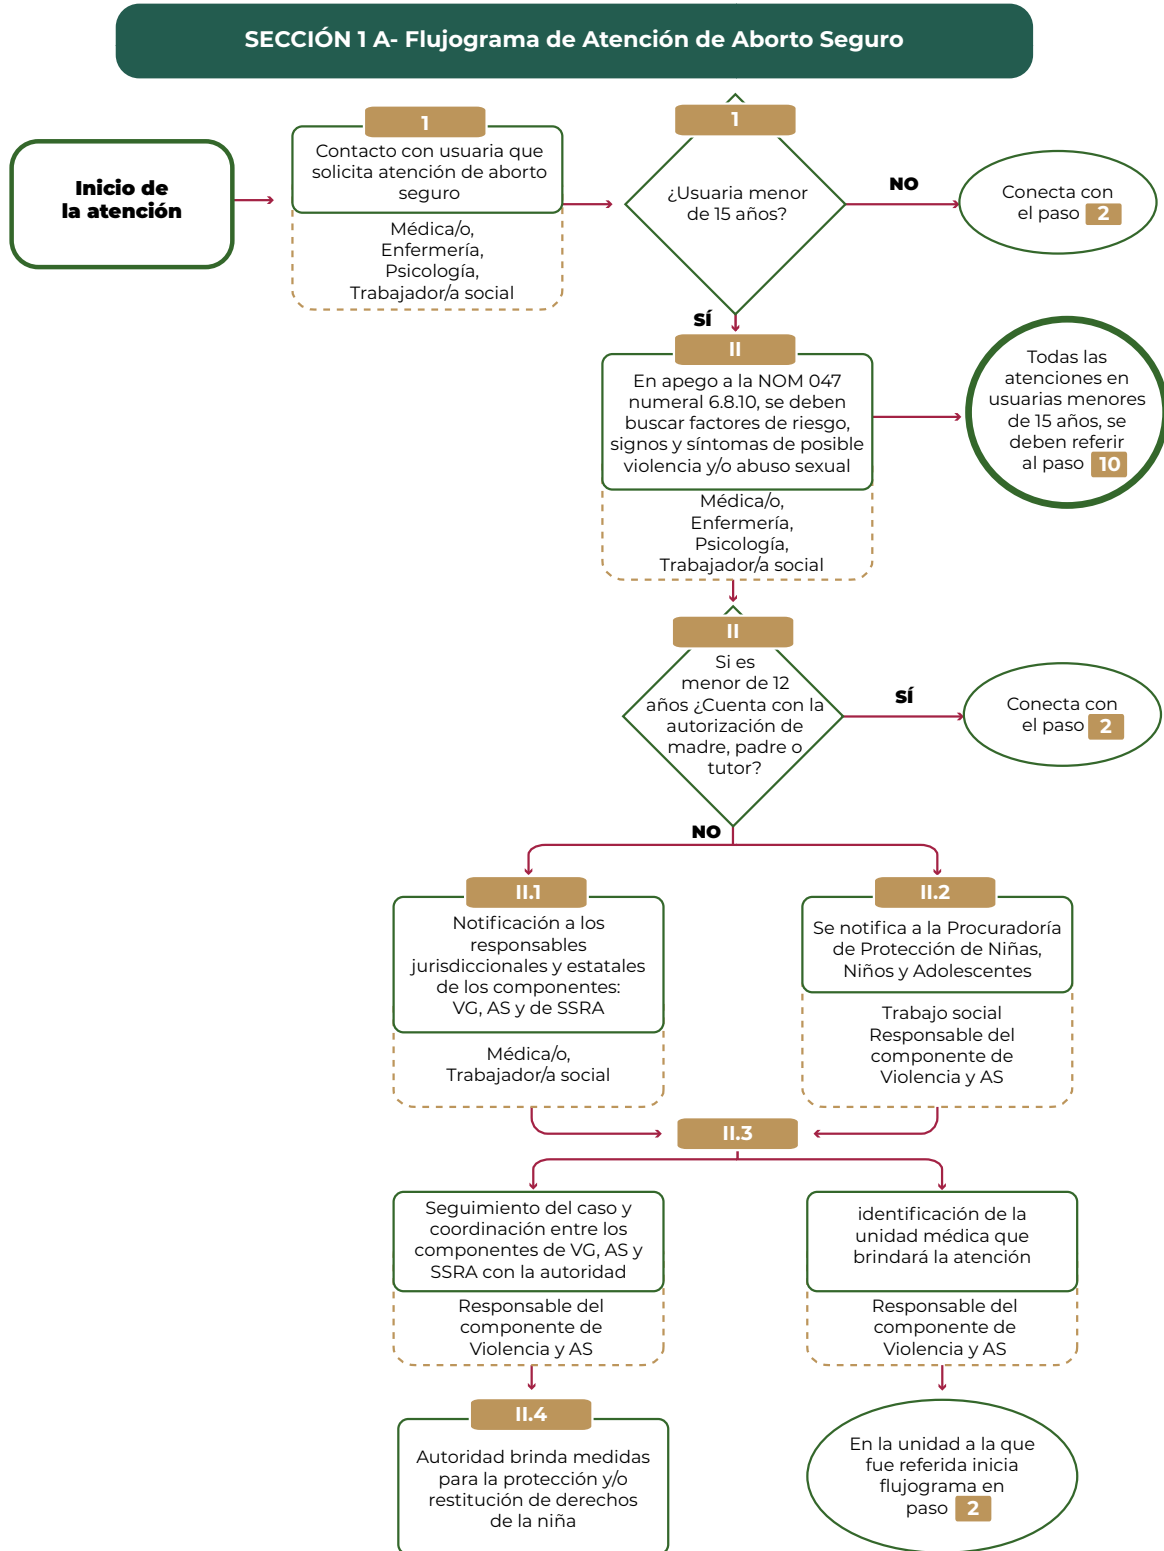 SECCIÓN 1 A- Flujograma de Atención de Aborto Seguro
Inicio de
la atención
1
Contacto con usuaria que
solicita atención de aborto
seguro
Médica/o,
Enfermería,
Psicología,
Trabajador/a social
1
¿Usuaria menor
de 15 años?
NO
Conecta con
el paso 2
SÍ
II
En apego a la NOM 047
numeral 6.8.10, se deben
buscar factores de riesgo,
signos y síntomas de posible
violencia y/o abuso sexual
Médica/o,
Enfermería,
Psicología,
Trabajador/a social
Todas las
atenciones en
usuarias menores
de 15 años, se
deben referir
al paso 10
II
Si es
menor de 12
años ¿Cuenta con la
autorización de
madre, padre o
tutor?
SÍ
Conecta con
el paso 2
NO
II.1
Notificación a los
responsables
jurisdiccionales y estatales
de los componentes:
VG, AS y de SSRA
Médica/o,
Trabajador/a social
II.2
Se notifica a la Procuradoría
de Protección de Niñas,
Niños y Adolescentes
Trabajo social
Responsable del
componente de
Violencia y AS
II.3
Seguimiento del caso y
coordinación entre los
componentes de VG, AS y
SSRA con la autoridad
Responsable del
componente de
Violencia y AS
identificación de la
unidad médica que
brindará la atención
Responsable del
componente de
Violencia y AS
II.4
Autoridad brinda medidas
para la protección y/o
restitución de derechos
de la niña
En la unidad a la que
fue referida inicia
flujograma en
paso 2